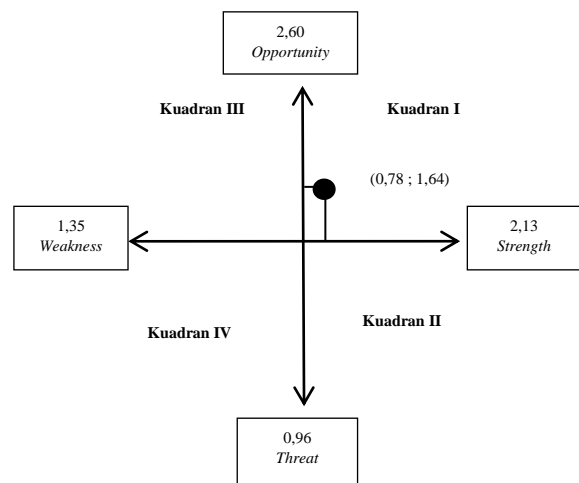 2,60
Opportunity
Kuadran III
Kuadran I
(0,78 ; 1,64)
1,35
Weakness
2,13
Strength
Kuadran II
Kuadran IV
0,96
Threat